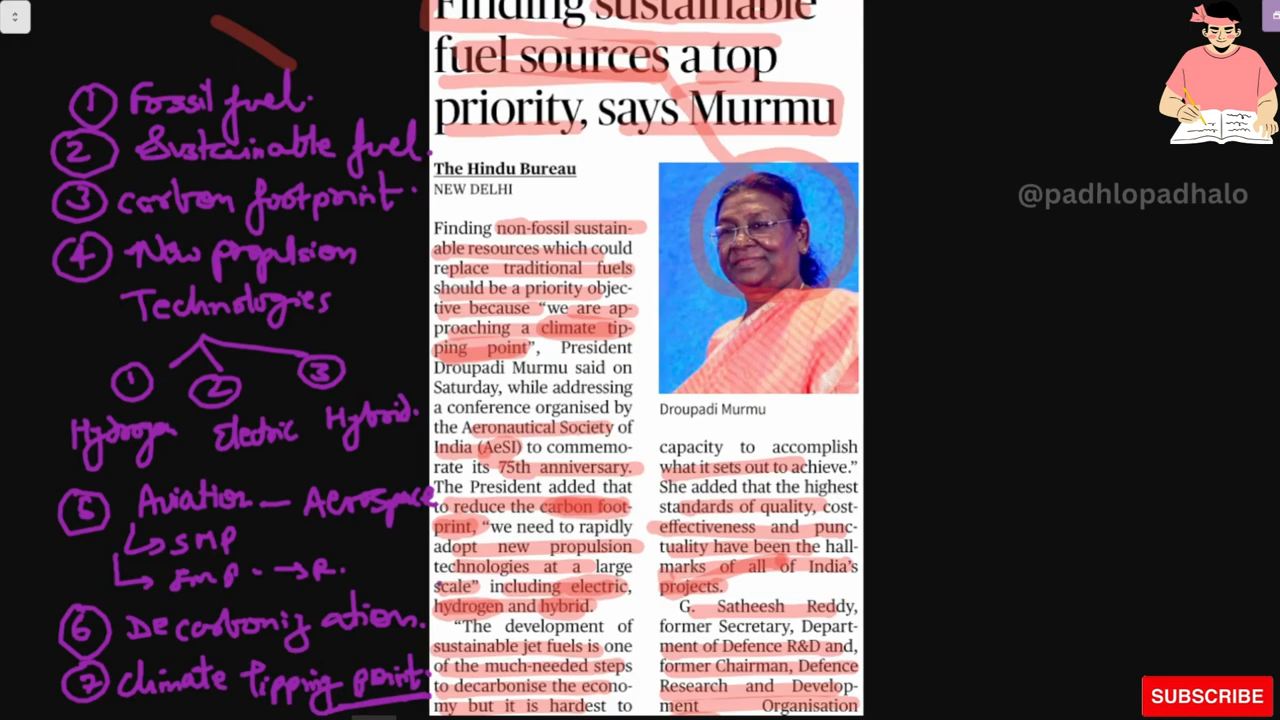 ① Fossil fuel.
② Sustainable fuel.
③ carbon footprint.
④ New propulsion
Technologies
① ② ③
Hydrogen Electric Hybrid.
⑤ Aviation – Aerospace
↳ SMP
↳ → R.
⑥ Decarbonization.
⑦ climate tipping point.
Finding sustainable
fuel sources a top
priority, says Murmu
The Hindu Bureau
NEW DELHI
Finding non-fossil sustain-
able resources which could
replace traditional fuels
should be a priority objec-
tive because “we are ap-
proaching a climate tip-
ping point”, President
Droupadi Murmu said on
Saturday, while addressing
a conference organised by
the Aeronautical Society of
India (AeSI) to commemo-
rate its 75th anniversary.
The President added that
to reduce the carbon foot-
print, “we need to rapidly
adopt new propulsion
technologies at a large
scale” including electric,
hydrogen and hybrid.
“The development of
sustainable jet fuels is one
of the much-needed steps
to decarbonise the econo-
my but it is hardest to
Droupadi Murmu
capacity to accomplish
what it sets out to achieve.”
She added that the highest
standards of quality, cost-
effectiveness and punc-
tuality have been the hall-
marks of all of India’s
projects.
G. Satheesh Reddy,
former Secretary, Depart-
ment of Defence R&D and,
former Chairman, Defence
Research and Develop-
ment Organisation
@padhlopadhalo
SUBSCRIBE